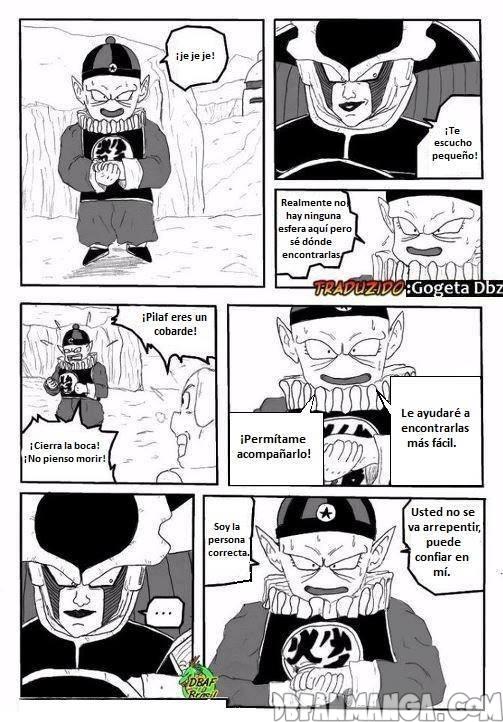 ¡je je je!
¡Te
escucho
pequeño!
Realmente no
hay ninguna
esfera aquí pero
sé dónde
encontrarlas
TRADUZIDO:Gogeta Dbz
¡Pilaf eres un
cobarde!
¡Cierra la boca!
¡No pienso morir!
¡Permítame
acompañarlo!
Le ayudaré a
encontrarlas
más fácil.
...
Soy la
persona
correcta.
Usted no se
va arrepentir,
puede
confiar en
mí.
DBAF
Brasil
DBFANMANGA.COM